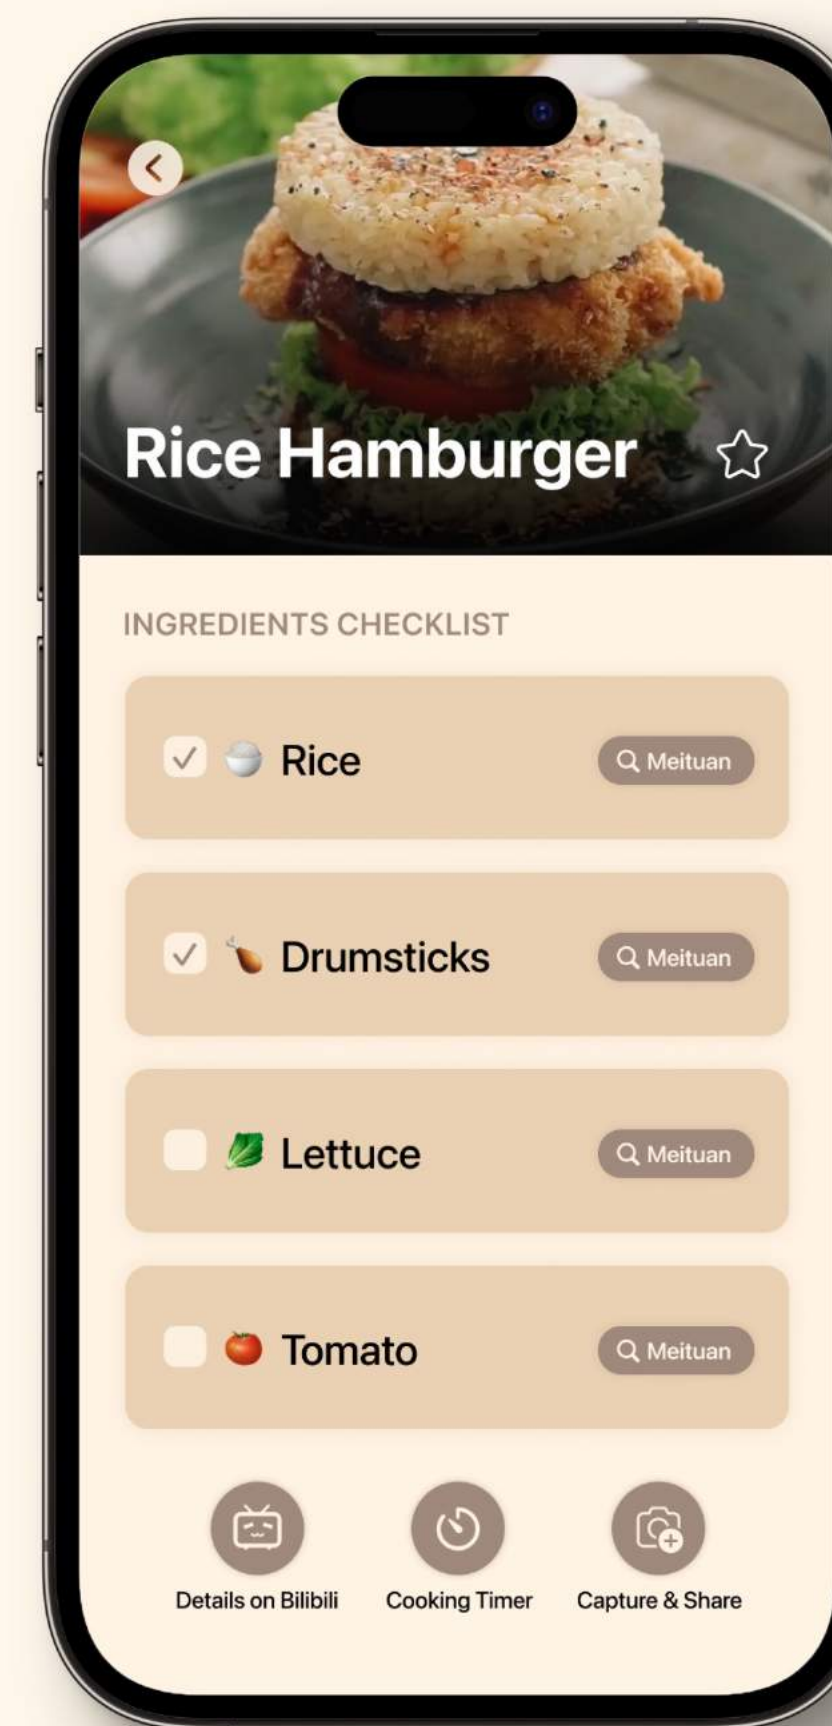 Rice Hamburger
INGREDIENTS CHECKLIST
Rice
Meituan
Drumsticks
Meituan
Lettuce
Meituan
Tomato
Meituan
Details on Bilibili
Cooking Timer
Capture & Share